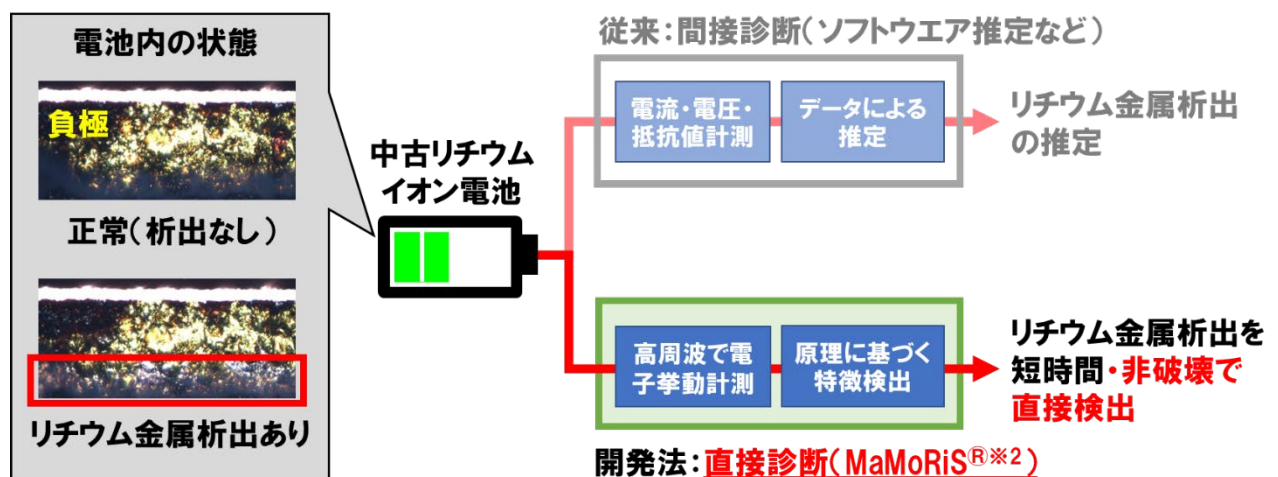 電池内の状態
負極
正常(析出なし)
リチウム金属析出あり
中古リチウム
イオン電池
従来:間接診断(ソフトウエア推定など)
電流・電圧・
抵抗値計測
データによる
推定
リチウム金属析出
の推定
高周波で電
子挙動計測
原理に基づく
特徴検出
リチウム金属析出を
短時間・非破壊で
直接検出
開発法:直接診断(MaMoRiS®※2)